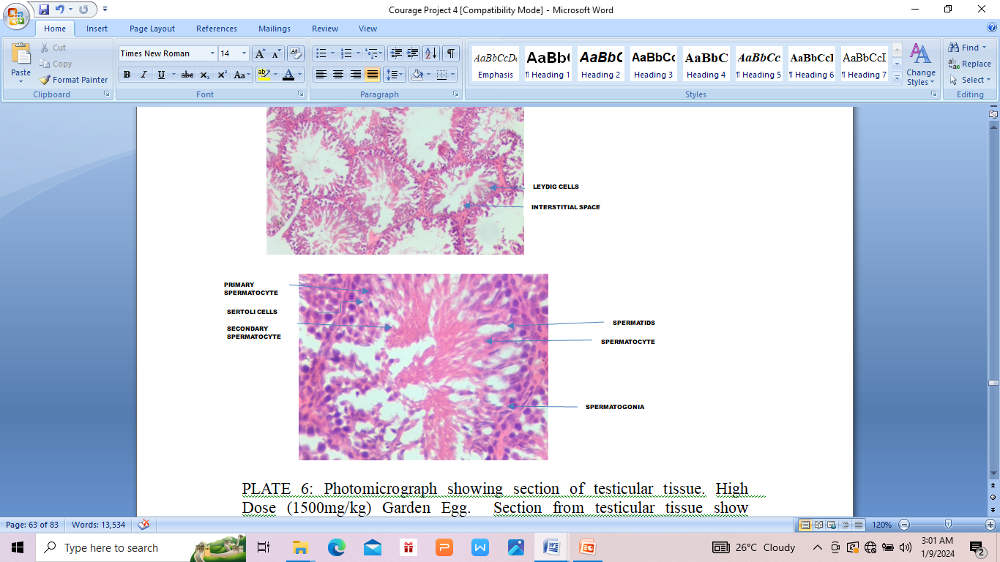 Courage Project 4 [Compatibility Mode] - Microsoft Word
Home Insert Page Layout References Mailings Review View
Paste
Cut
Copy
Format Painter
Clipboard
Times New Roman 14
B I U abc X₂ X² Aa
Font
Paragraph
AaBbCcDc AaBb( AaBbC AaBbCc AaBbC AaBbCc AaBbCcI AaBbCcI
Emphasis ¶ Heading 1 ¶ Heading 2 ¶ Heading 3 ¶ Heading 4 ¶ Heading 5 ¶ Heading 6 ¶ Heading 7
Change Styles
Styles
Find
Replace
Select
Editing
LEYDIG CELLS
INTERSTITIAL SPACE
PRIMARY
SPERMATOCYTE
SERTOLI CELLS
SECONDARY
SPERMATOCYTE
SPERMATIDS
SPERMATOCYTE
SPERMATOGONIA
PLATE 6: Photomicrograph showing section of testicular tissue. High
Dose (1500mg/kg) Garden Egg. Section from testicular tissue show
Page: 63 of 83 Words: 13,534 120%
Type here to search
26°C Cloudy
3:01 AM
1/9/2024
2